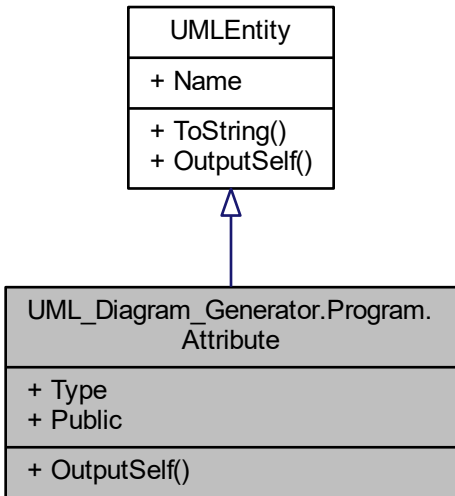 UMLEntity
+ Name
+ ToString()
+ OutputSelf()
UML_Diagram_Generator.Program.
Attribute
+ Type
+ Public
+ OutputSelf()